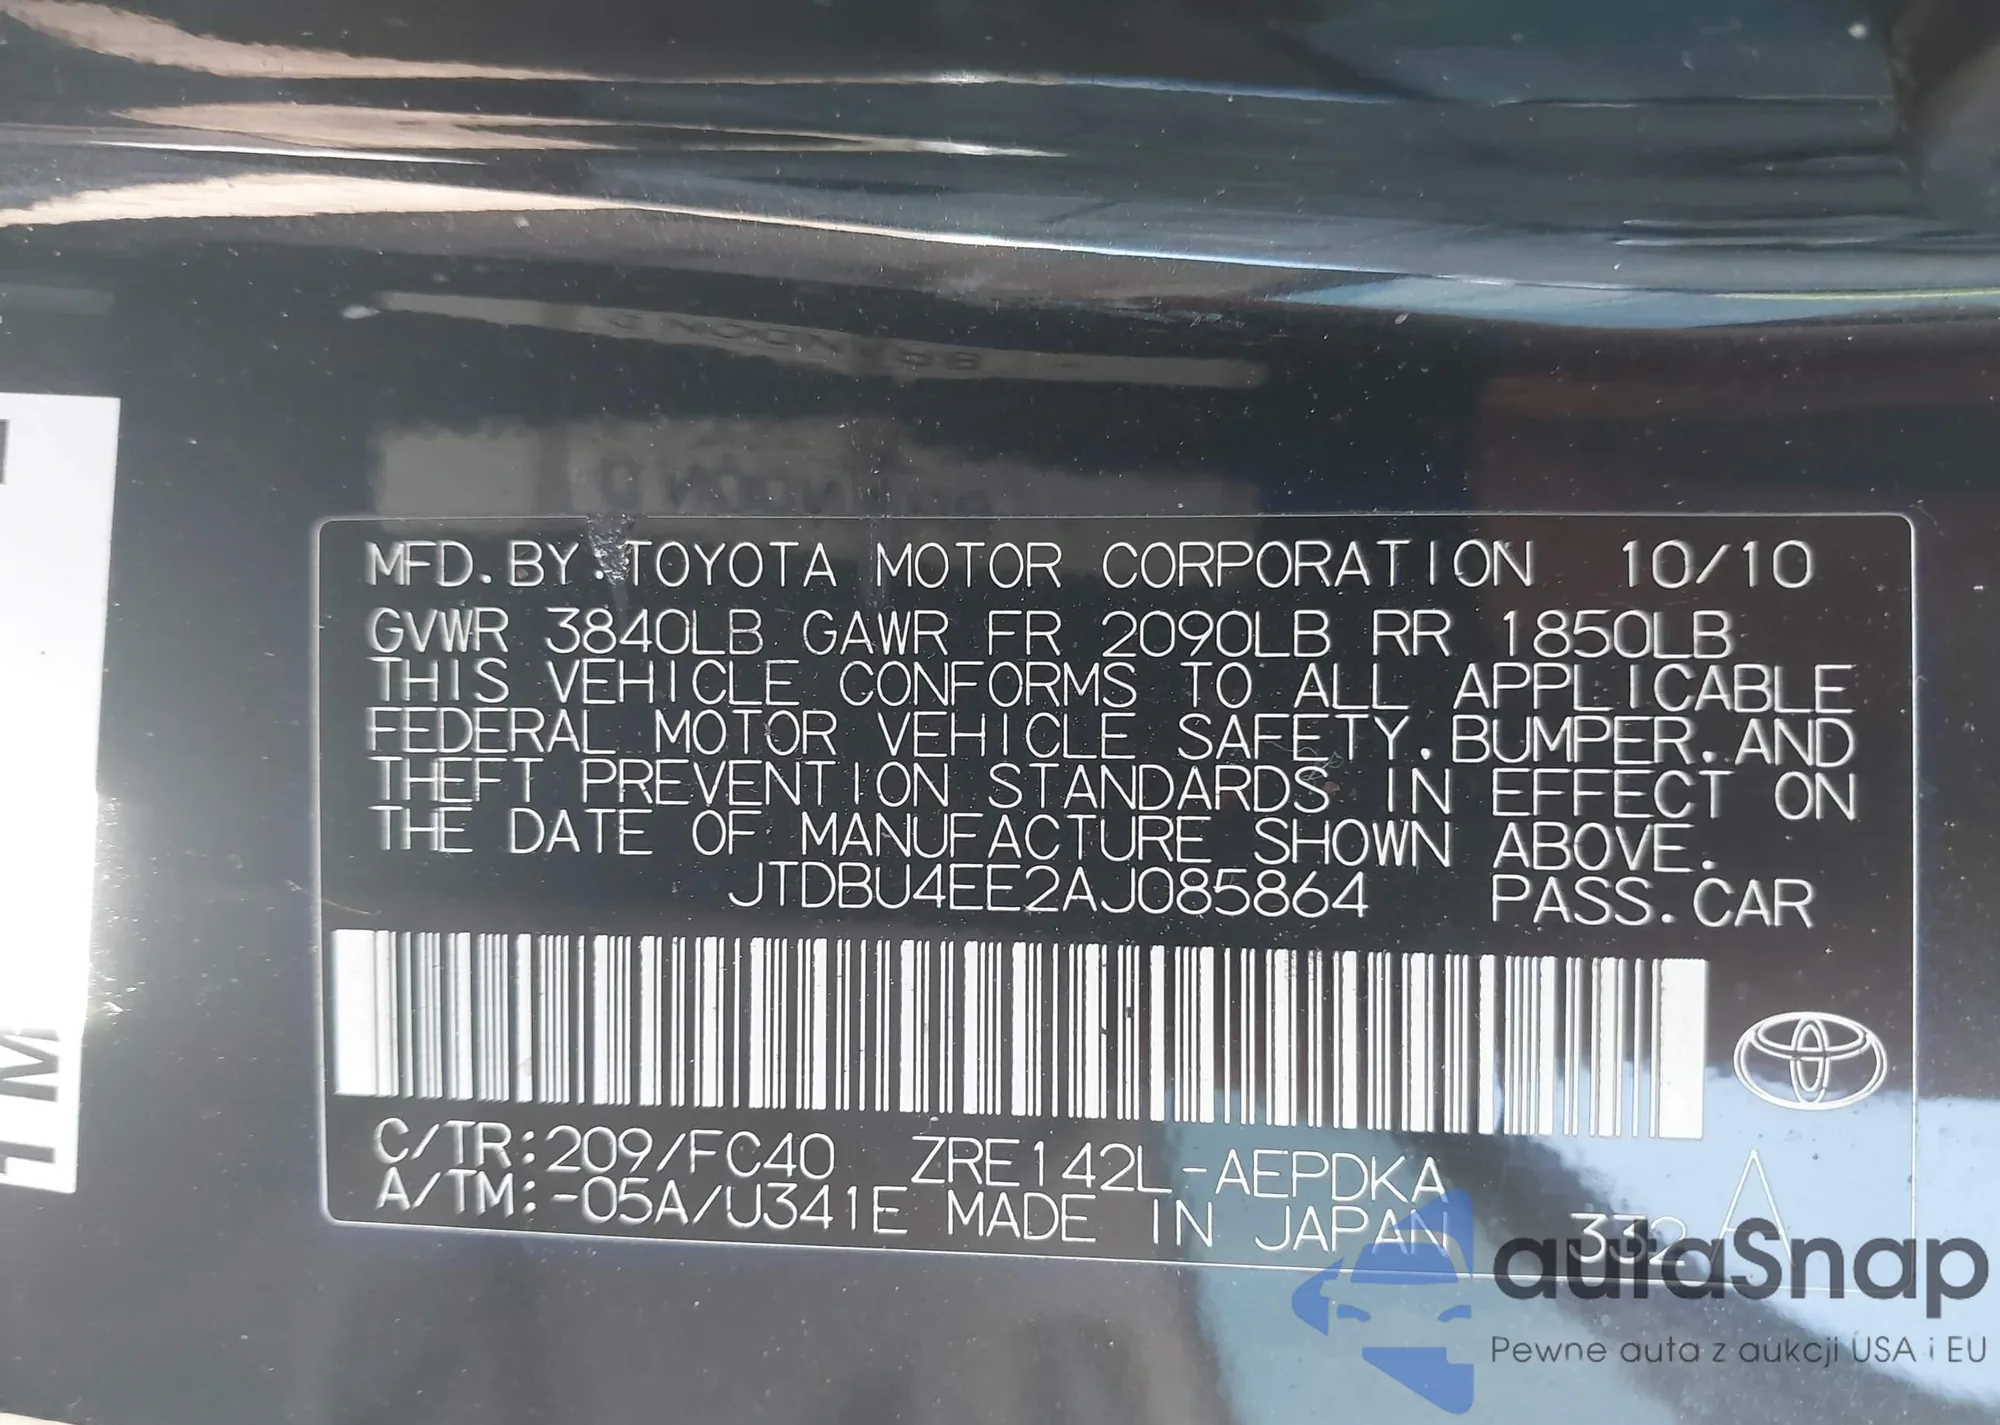 MFD. BY TOYOTA MOTOR CORPORATION 10/10
GVWR 3840LB GAWR FR 2090LB RR 1850LB
THIS VEHICLE CONFORMS TO ALL APPLICABLE
FEDERAL MOTOR VEHICLE SAFETY. BUMPER. AND
THEFT PREVENTION STANDARDS IN EFFECT ON
THE DATE OF MANUFACTURE SHOWN ABOVE.
JTDBU4EE2AJ085864 PASS. CAR
C/TR:209/FC40 ZRE142L-AEPDKA
A/TM:-05A/U341E MADE IN JAPAN 332 A
autaSnap
Pewne auta z aukcji USA i EU